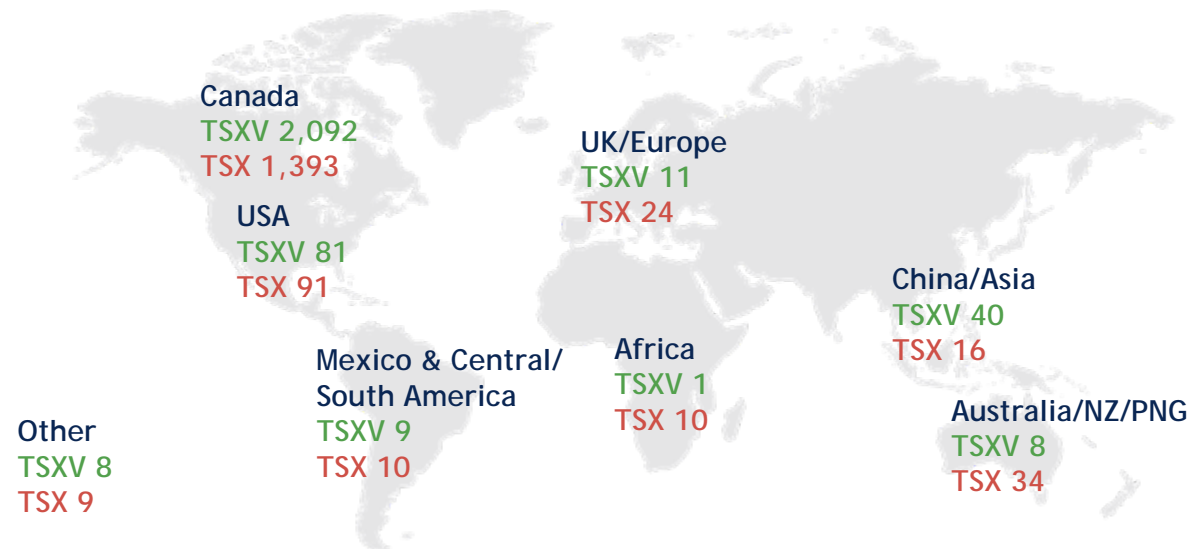 Canada
TSXV 2,092
TSX 1,393
USA
TSXV 81
TSX 91
UK/Europe
TSXV 11
TSX 24
China/Asia
TSXV 40
TSX 16
Mexico & Central/
South America
TSXV 9
TSX 10
Africa
TSXV 1
TSX 10
Australia/NZ/PNG
TSXV 8
TSX 34
Other
TSXV 8
TSX 9